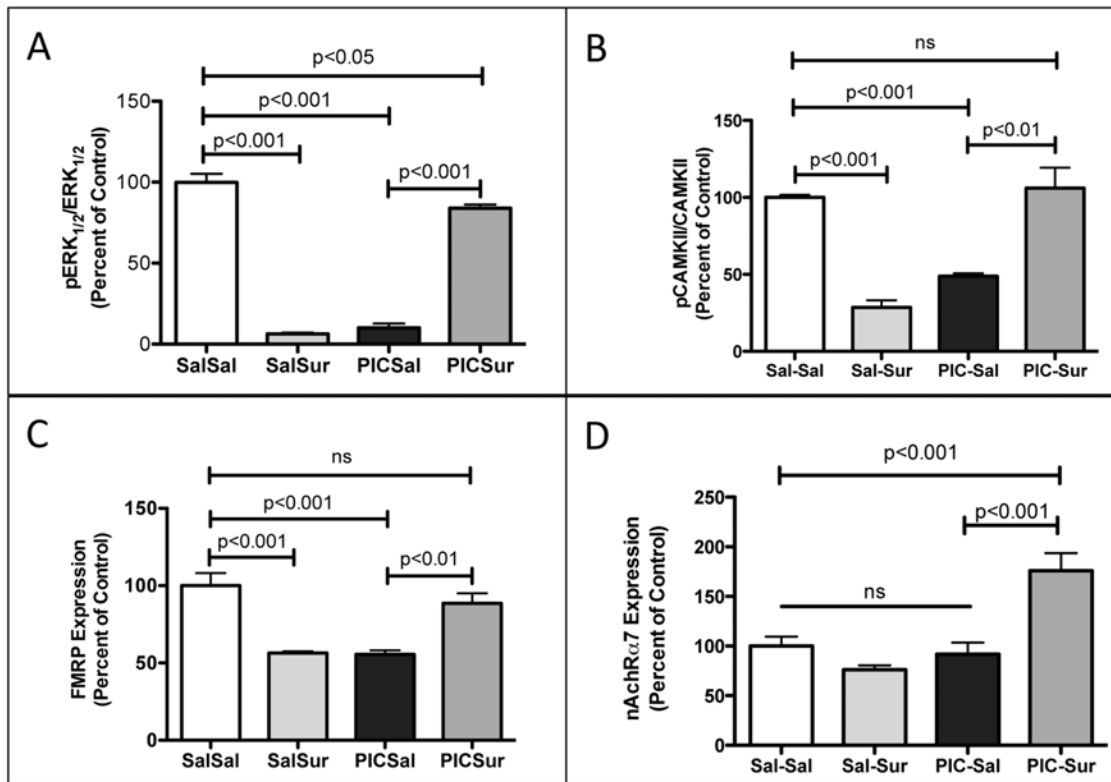 A
p<0.05
p<0.001
p<0.001
p<0.001
150
100
50
0
pERK1/2/ERK1/2
(Percent of Control)
SalSal SalSur PICSal PICSur
B
ns
p<0.001
p<0.01
p<0.001
150
100
50
0
pCAMKII/CAMKII
(Percent of Control)
Sal-Sal Sal-Sur PIC-Sal PIC-Sur
C
ns
p<0.001
p<0.001
p<0.01
150
100
50
0
FMRP Expression
(Percent of Control)
SalSal SalSur PICSal PICSur
D
p<0.001
p<0.001
ns
250
200
150
100
50
0
nAchRα7 Expression
(Percent of Control)
Sal-Sal Sal-Sur PIC-Sal PIC-Sur